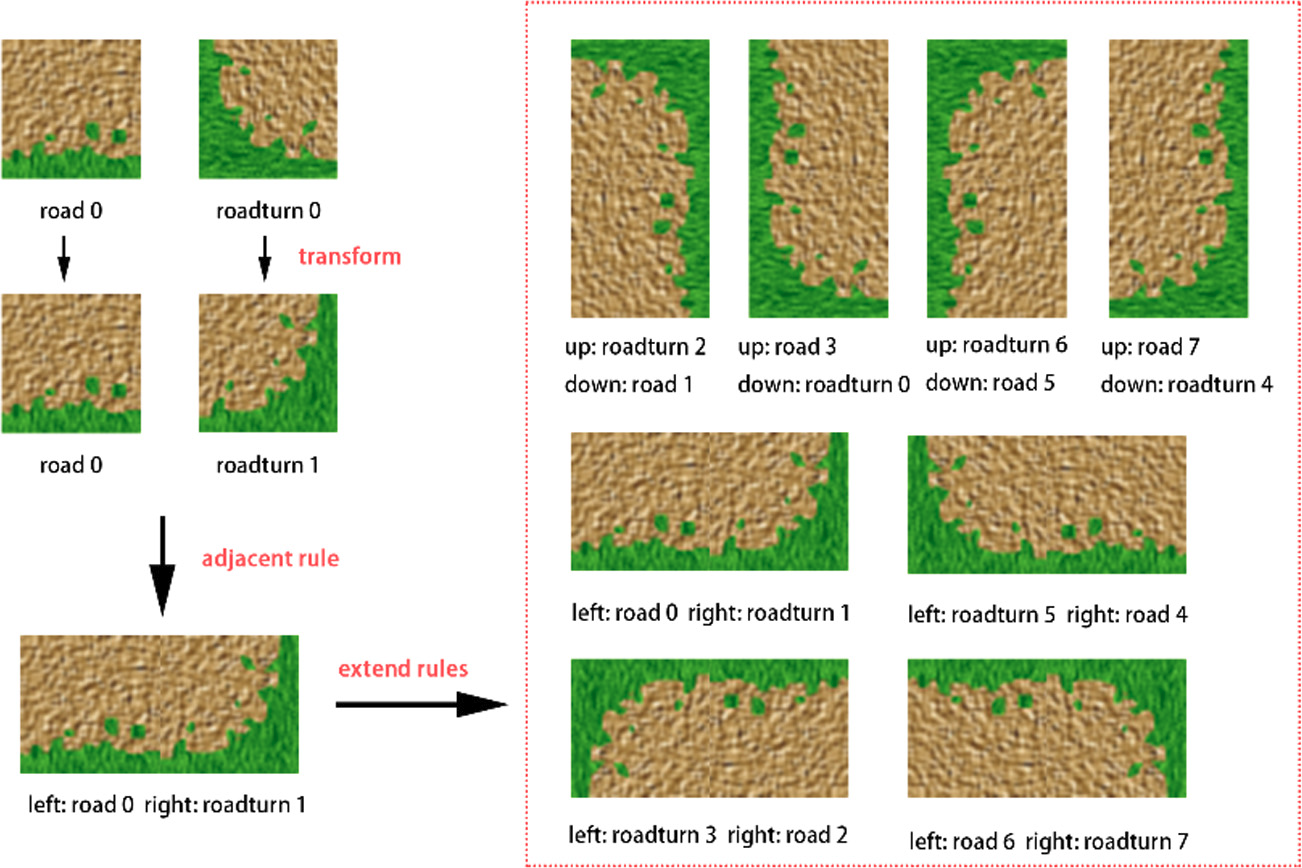 road 0
roadturn 0
transform
road 0
roadturn 1
adjacent rule
left: road 0 right: roadturn 1
extend rules
up: roadturn 2
down: road 1
up: road 3
down: roadturn 0
up: roadturn 6
down: road 5
up: road 7
down: roadturn 4
left: road 0 right: roadturn 1
left: roadturn 5 right: road 4
left: roadturn 3 right: road 2
left: road 6 right: roadturn 7